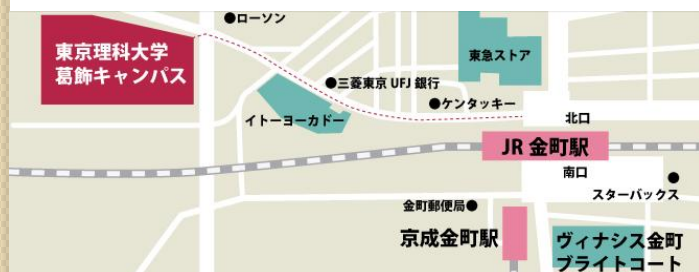 ●ローソン
東京理科大学
葛飾キャンパス
東急ストア
●三菱東京UFJ銀行
●ケンタッキー
イトーヨーカドー
北口
JR 金町駅
南口
●
スターバックス
金町郵便局●
京成金町駅
ヴィナシス金町
ブライトコート